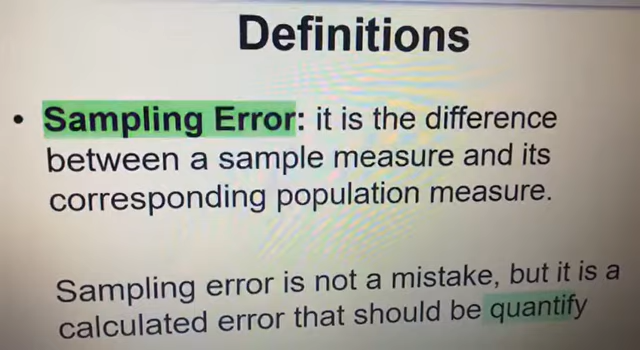 Definitions
• Sampling Error: it is the difference
between a sample measure and its
corresponding population measure.
Sampling error is not a mistake, but it is a
calculated error that should be quantify